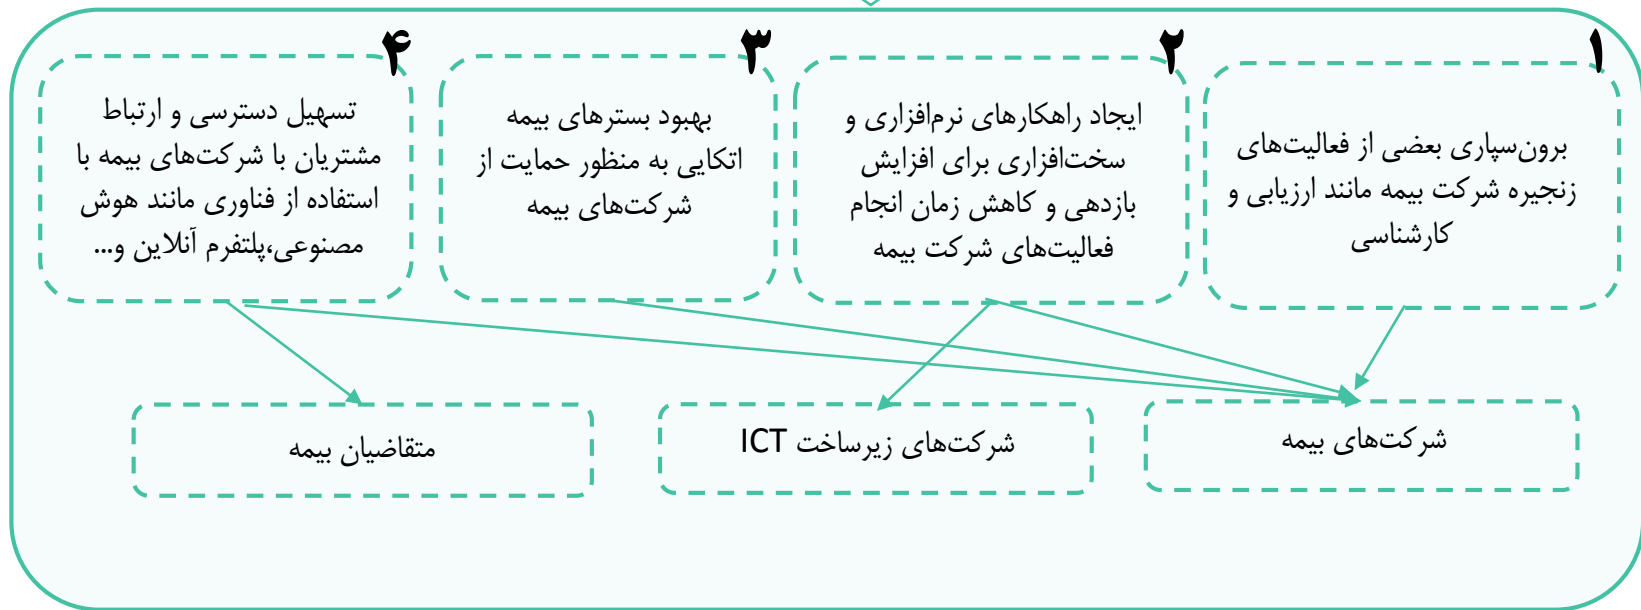 ۱
برون‌سپاری بعضی از فعالیت‌های
زنجیره شرکت بیمه مانند ارزیابی و
کارشناسی
۲
ایجاد راهکارهای نرم‌افزاری و
سخت‌افزاری برای افزایش
بازدهی و کاهش زمان انجام
فعالیت‌های شرکت بیمه
۳
بهبود بسترهای بیمه
اتکایی به منظور حمایت از
شرکت‌های بیمه
۴
تسهیل دسترسی و ارتباط
مشتریان با شرکت‌های بیمه با
استفاده از فناوری مانند هوش
مصنوعی،پلتفرم آنلاین و...
شرکت‌های بیمه
شرکت‌های زیرساخت ICT
متقاضیان بیمه